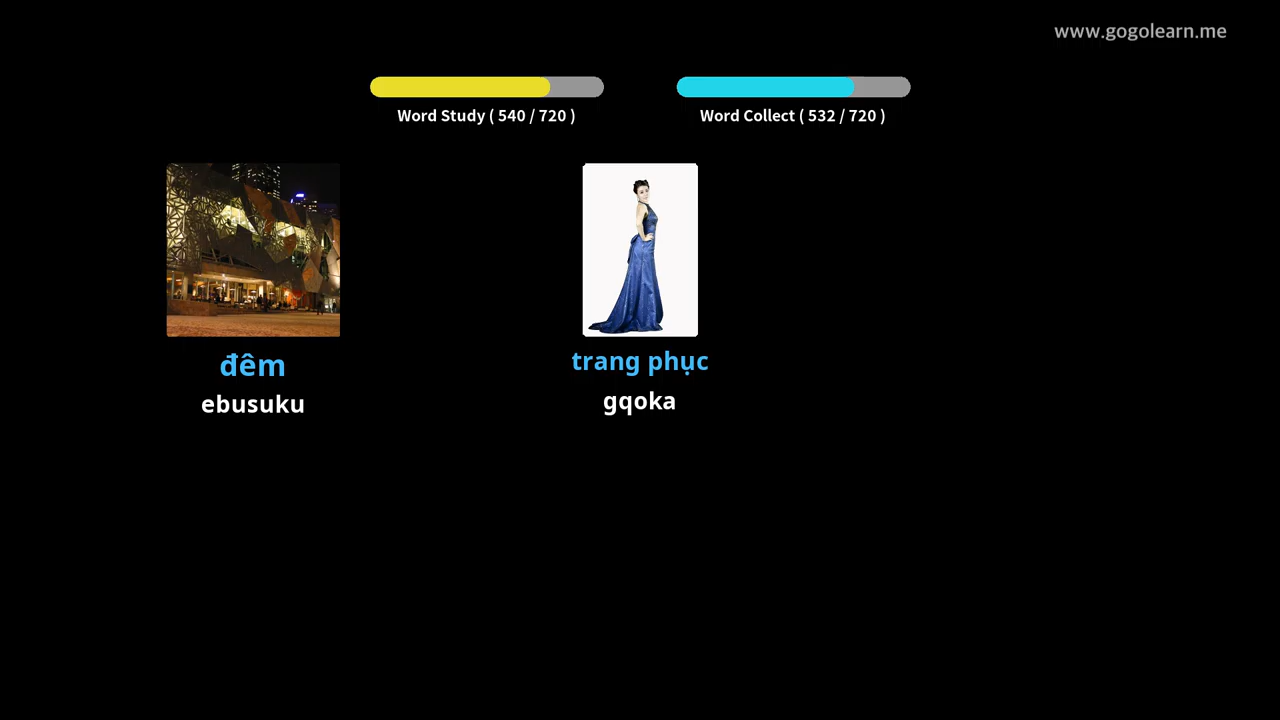 www.gogolearn.me
Word Study ( 540 / 720 )
Word Collect ( 532 / 720 )
đêm
ebusuku
trang phục
gqoka